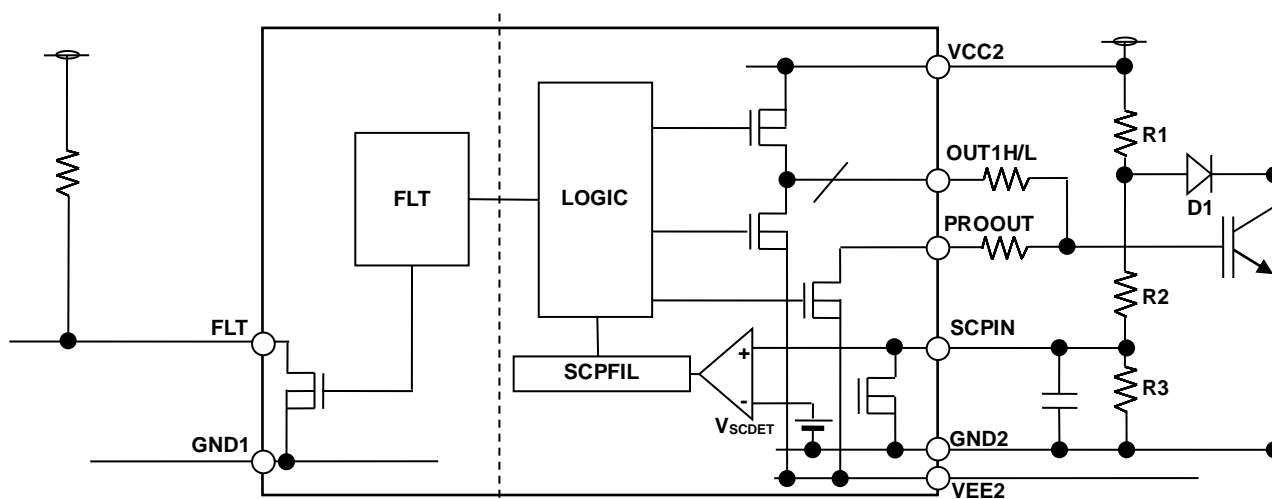 VCC2
R1
OUT1H/L
FLT
LOGIC
D1
PROOUT
R2
FLT
SCPIN
+
SCPFIL
R3
-
VSCDET
GND1
GND2
VEE2